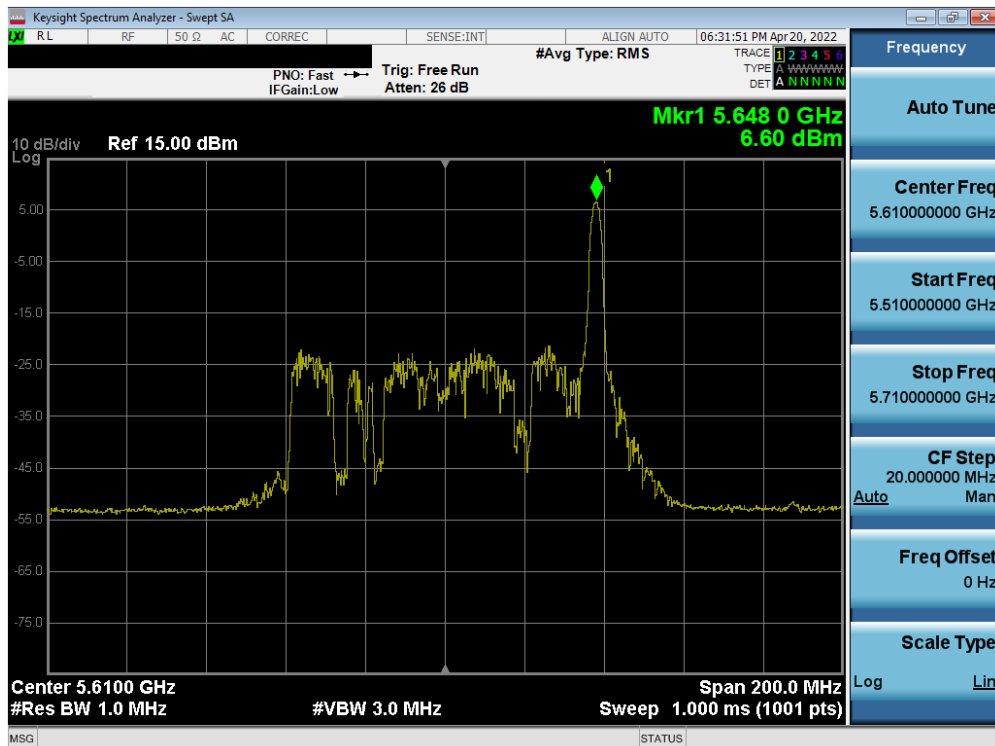 Keysight Spectrum Analyzer - Swept SA
LXI RL RF 50 Ω AC CORREC SENSE:INT ALIGN AUTO 06:31:51 PM Apr 20, 2022
PNO: Fast Trig: Free Run #Avg Type: RMS TRACE 1 2 3 4 5 6
IFGain:Low Atten: 26 dB TYPE A WWWWW
DET A N N N N N
Mkr1 5.648 0 GHz
6.60 dBm
10 dB/div Ref 15.00 dBm
Log
1
5.00
-5.00
-15.0
-25.0
-35.0
-45.0
-55.0
-65.0
-75.0
Center 5.6100 GHz Span 200.0 MHz
#Res BW 1.0 MHz #VBW 3.0 MHz Sweep 1.000 ms (1001 pts)
MSG STATUS
Frequency
Auto Tune
Center Freq
5.610000000 GHz
Start Freq
5.510000000 GHz
Stop Freq
5.710000000 GHz
CF Step
20.000000 MHz
Auto Man
Freq Offset
0 Hz
Scale Type
Log Lin